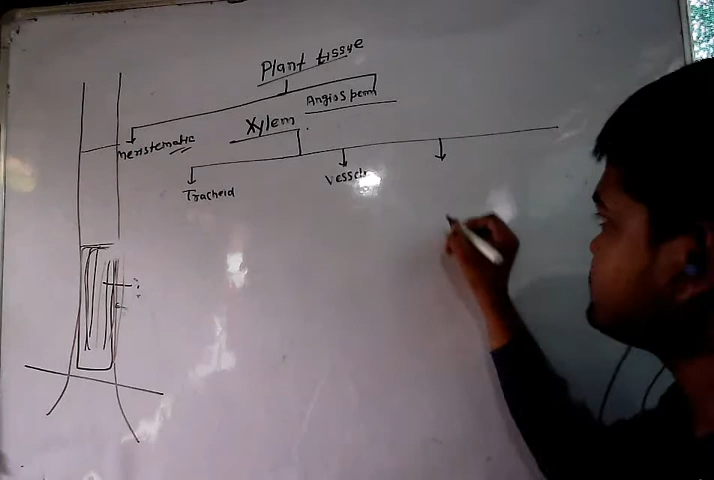 Plant tissue
Angiosperm
meristematic
Xylem
Tracheid
Vessels